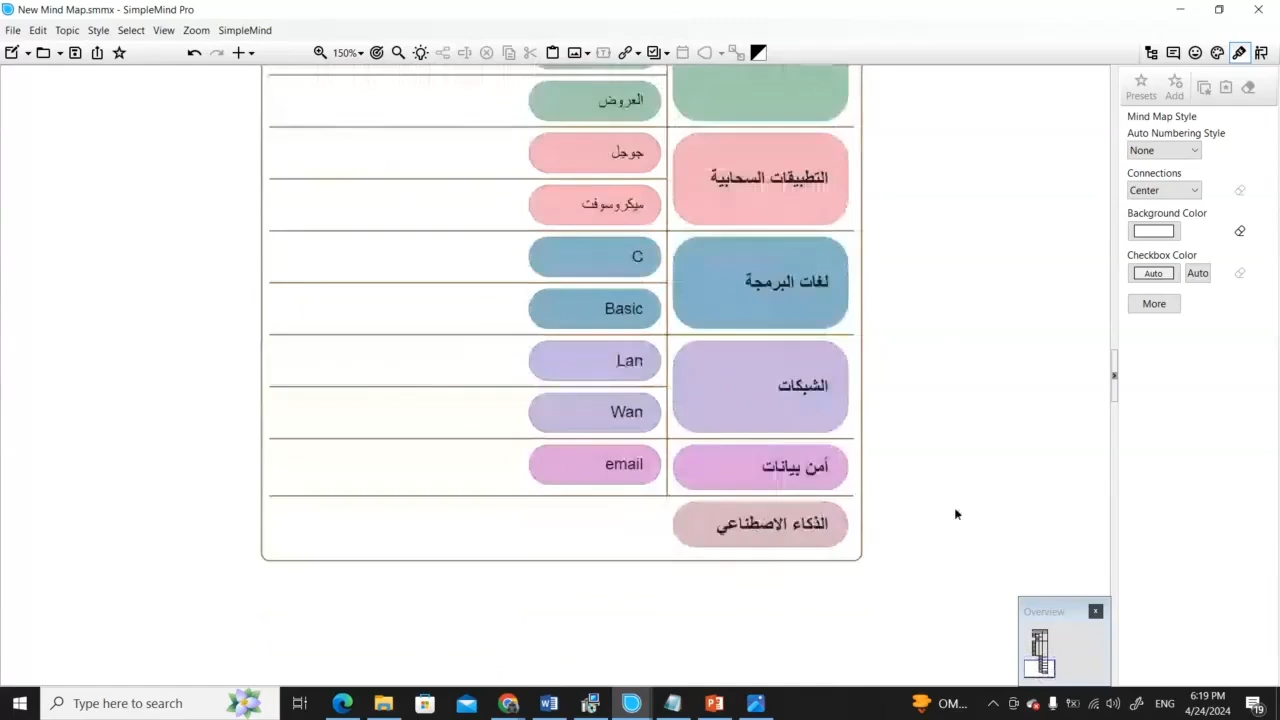 New Mind Map.smmx - SimpleMind Pro
File Edit Topic Style Select View Zoom SimpleMind
150%
Presets Add
Mind Map Style
Auto Numbering Style
None
Connections
Center
Background Color
Checkbox Color
Auto Auto
More
العروض
التطبيقات السحابية
جوجل
ميكروسوفت
لغات البرمجة
C
Basic
الشبكات
Lan
Wan
أمن بيانات
email
الذكاء الاصطناعي
Overview x
Type here to search
OM...
ENG
6:19 PM
4/24/2024
19